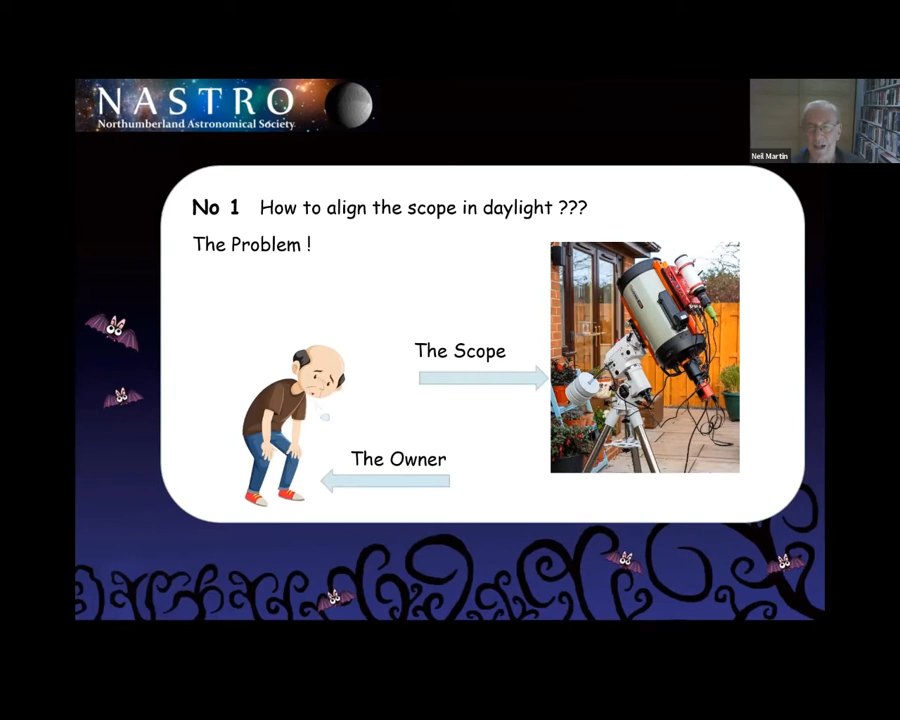 NASTRO
Northumberland Astronomical Society
Neil Martin
No 1 How to align the scope in daylight ???
The Problem !
The Scope
The Owner